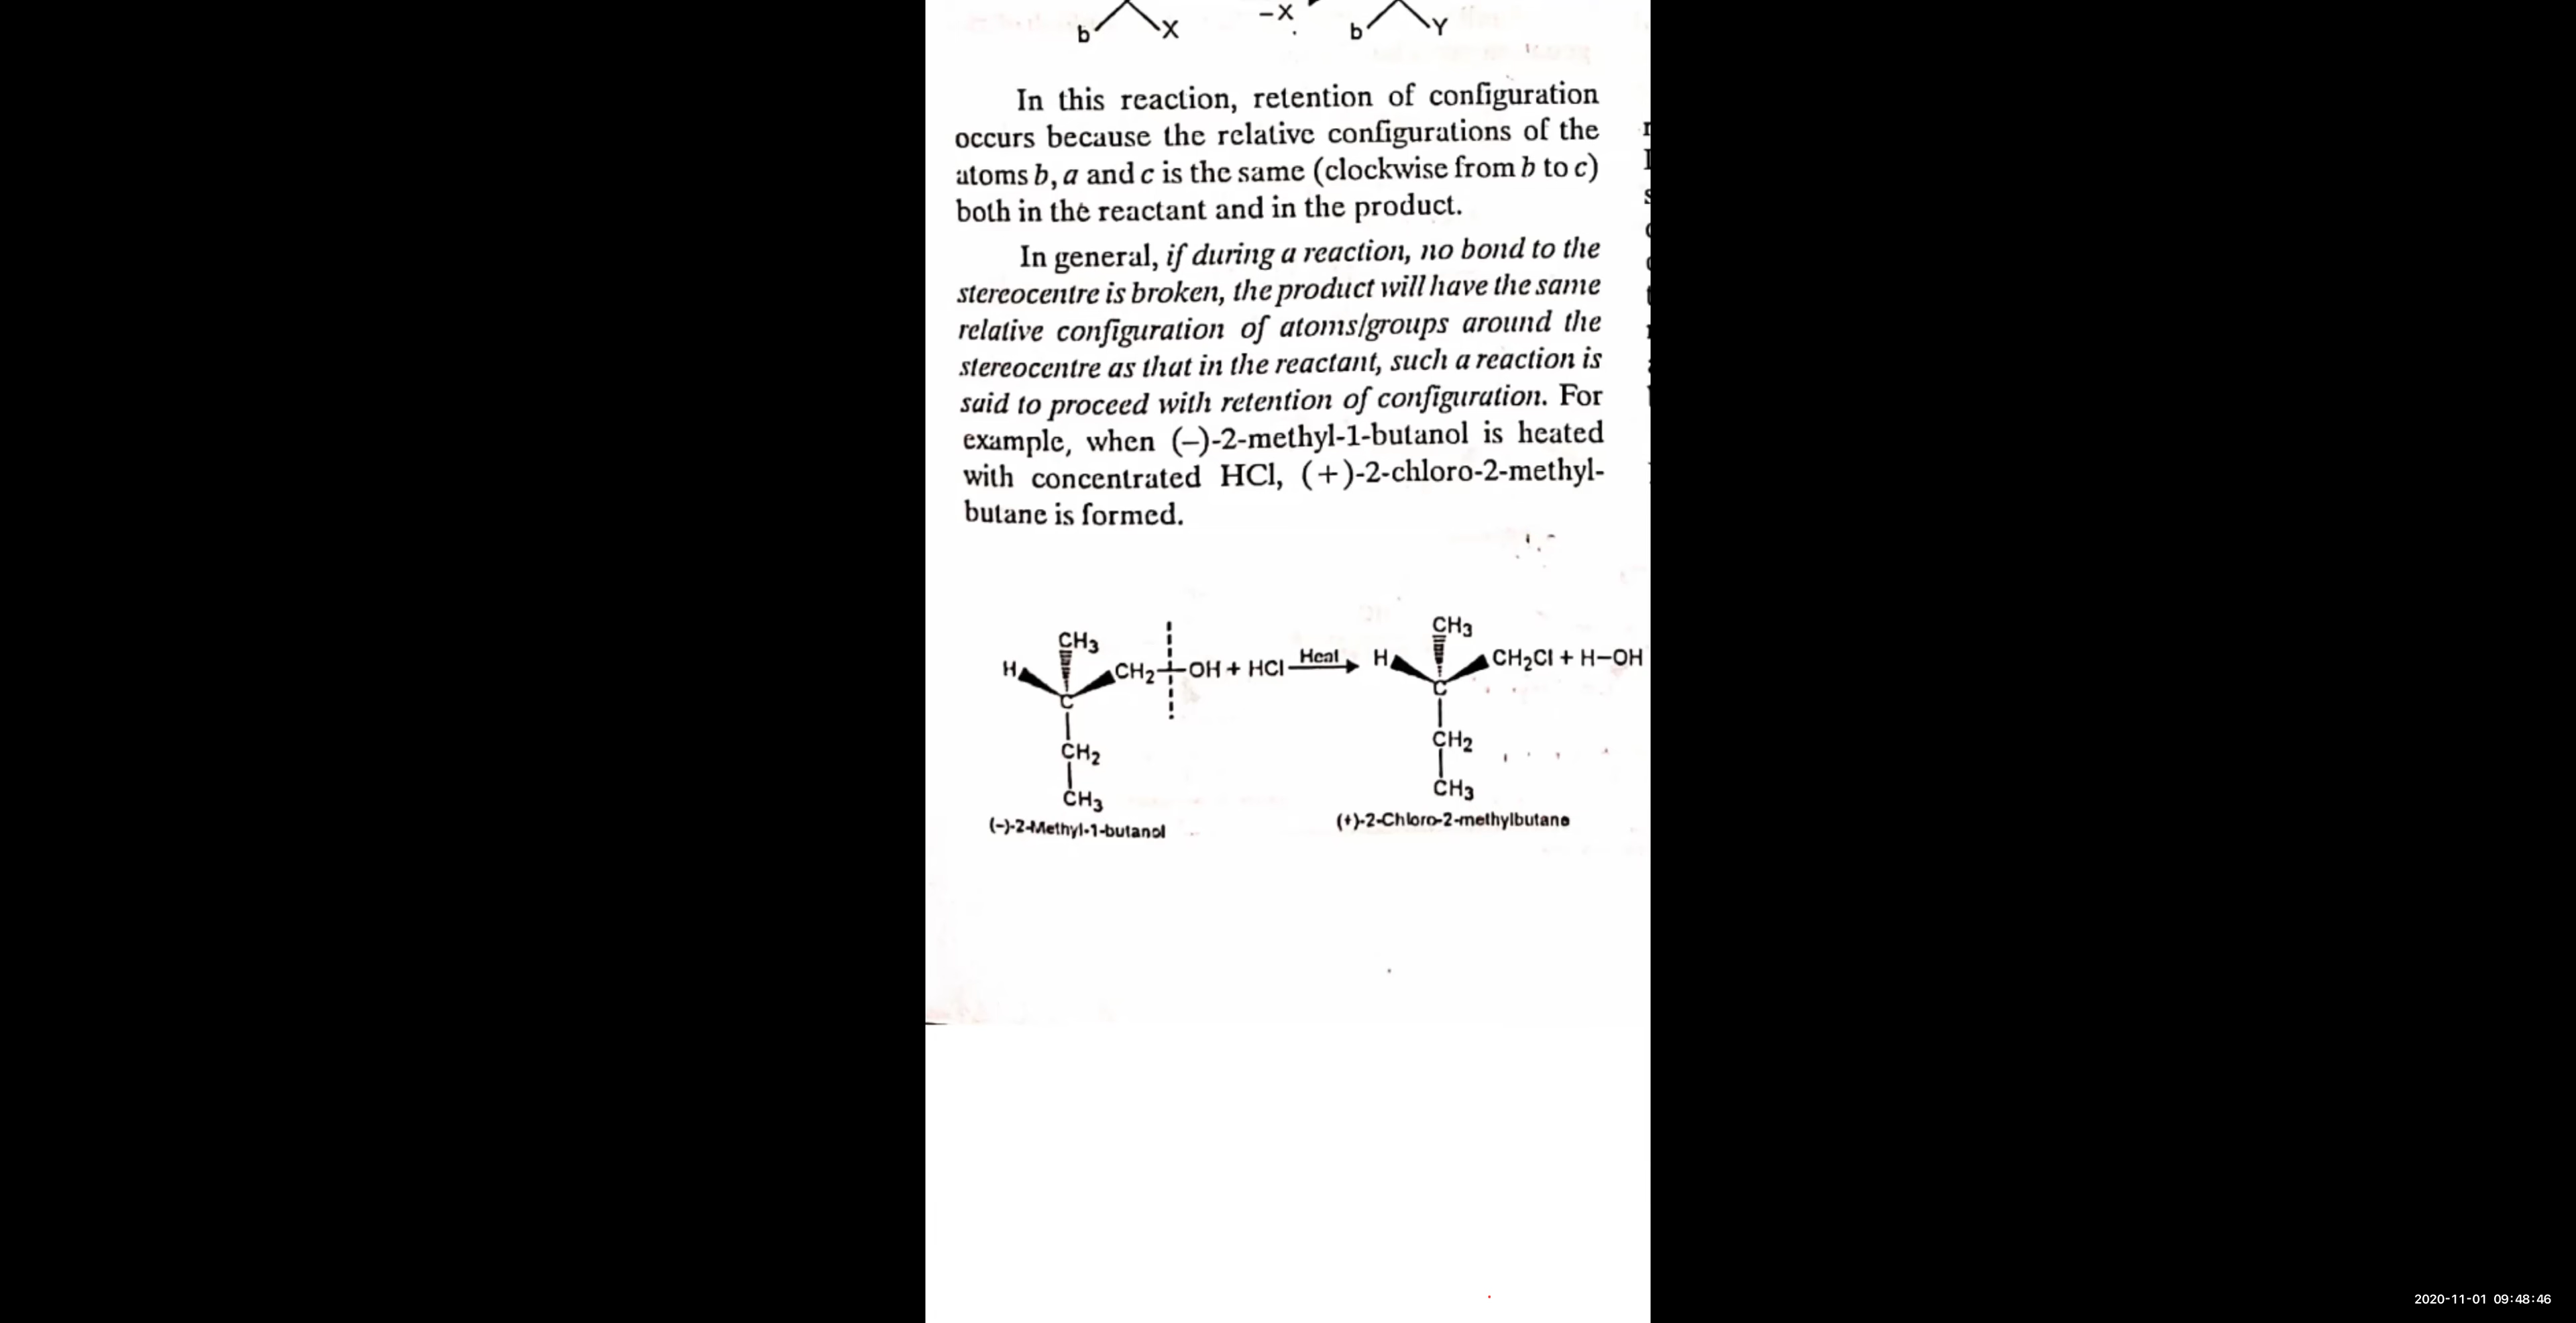 b X −X b Y
In this reaction, retention of configuration
occurs because the relative configurations of the
atoms b, a and c is the same (clockwise from b to c)
both in the reactant and in the product.
In general, if during a reaction, no bond to the
stereocentre is broken, the product will have the same
relative configuration of atoms/groups around the
stereocentre as that in the reactant, such a reaction is
said to proceed with retention of configuration. For
example, when (–)-2-methyl-1-butanol is heated
with concentrated HCl, (+)-2-chloro-2-methyl-
butane is formed.
CH3 CH3
H CH2 OH + HCl Heat H CH2Cl + H–OH
C C
CH2 CH2
CH3 CH3
(-)-2-Methyl-1-butanol (+)-2-Chloro-2-methylbutane
2020-11-01 09:48:46